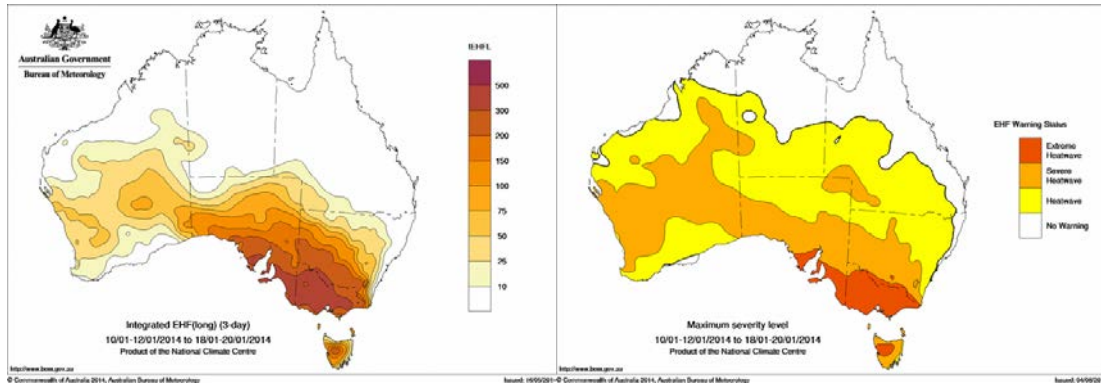 Australian Government
Bureau of Meteorology
IEHFL
500
300
200
150
100
75
50
25
10
Integrated EHF(long) (3-day)
10/01-12/01/2014 to 18/01-20/01/2014
Product of the National Climate Centre
http://www.bom.gov.au
© Commonwealth of Australia 2014, Australian Bureau of Meteorology
Issued:
EHF Warning Status
Extreme
Heatwave
Severe
Heatwave
Heatwave
No Warning
Maximum severity level
10/01-12/01/2014 to 18/01-20/01/2014
Product of the National Climate Centre
http://www.bom.gov.au
© Commonwealth of Australia 2014, Australian Bureau of Meteorology
Issued: